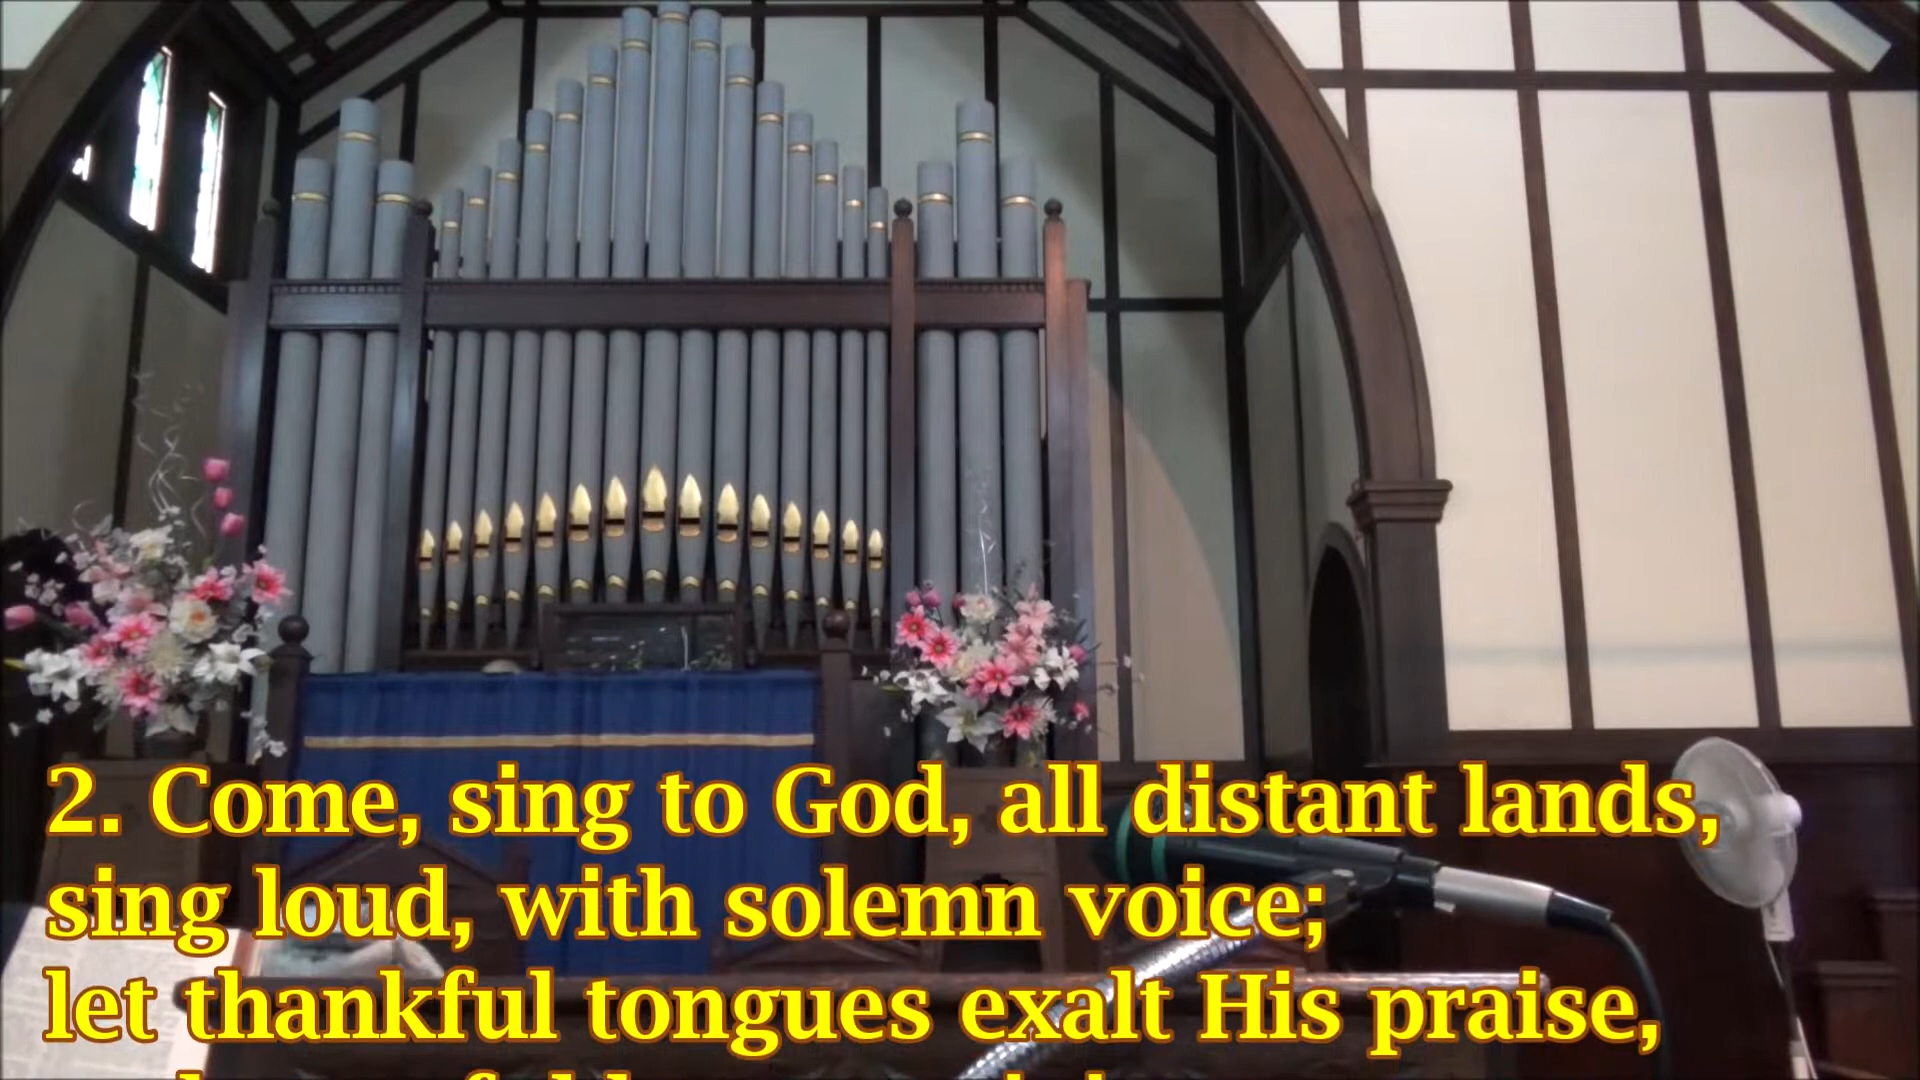 2. Come, sing to God, all distant lands,
sing loud, with solemn voice;
let thankful tongues exalt His praise,